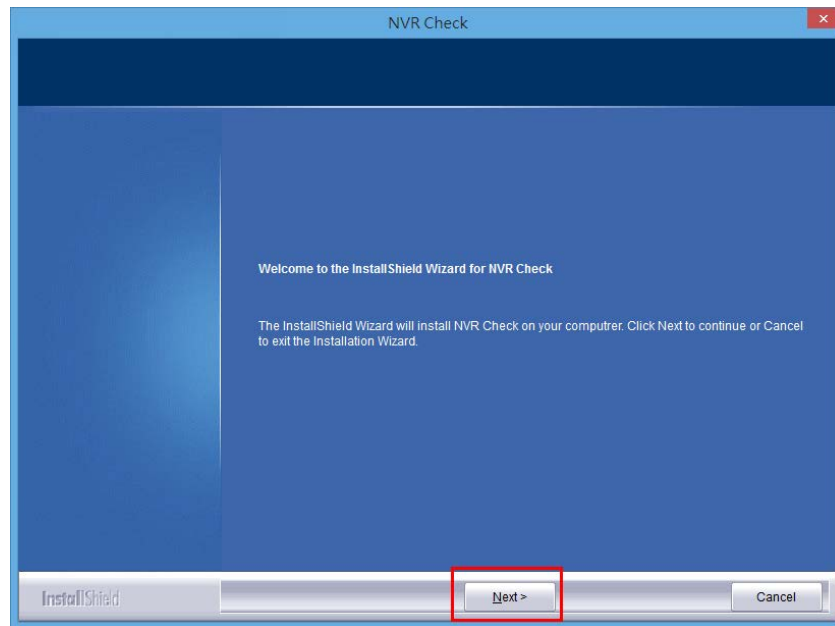 NVR Check
Welcome to the InstallShield Wizard for NVR Check
The InstallShield Wizard will install NVR Check on your computrer. Click Next to continue or Cancel
to exit the Installation Wizard.
InstallShield
Next >
Cancel